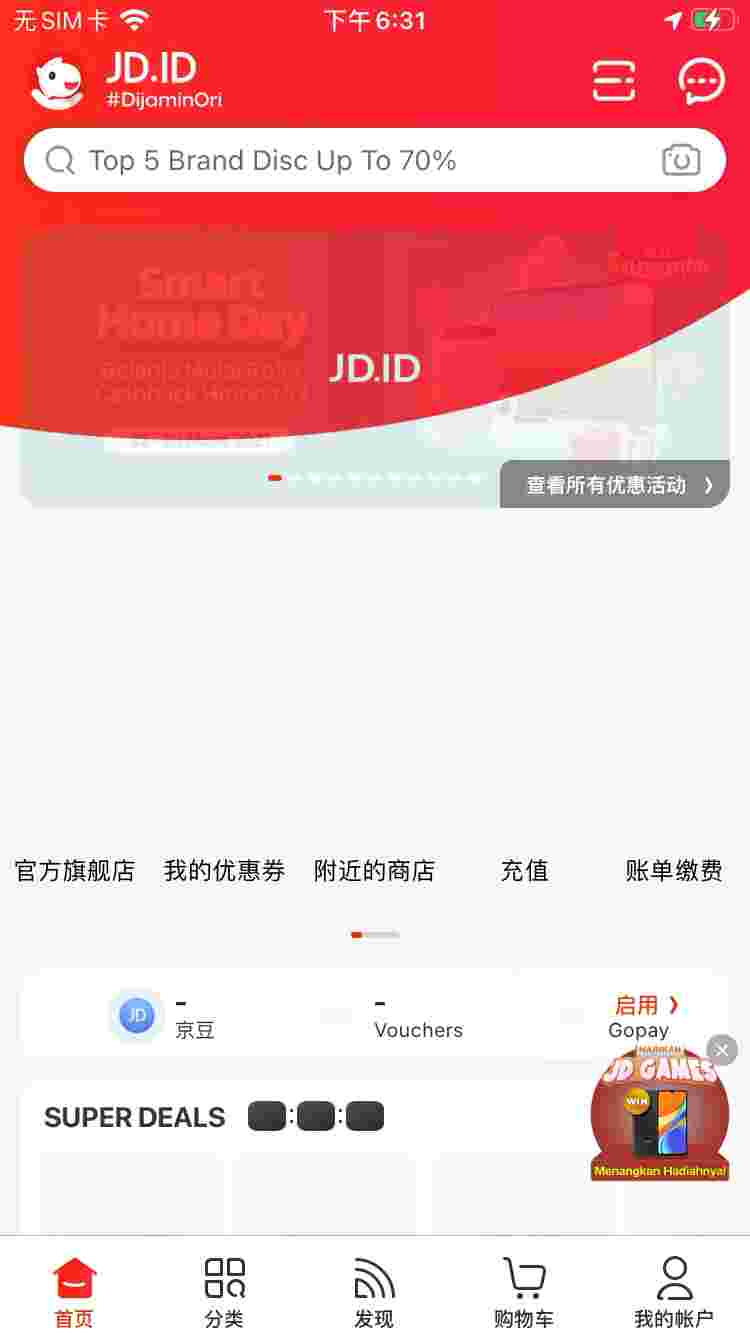 无SIM卡
下午6:31
JD.ID
#DijaminOri
Top 5 Brand Disc Up To 70%
Smart
Home Day
JD.ID
查看所有优惠活动
官方旗舰店 我的优惠券 附近的商店 充值 账单缴费
- - 启用
京豆 Vouchers Gopay
JD
JD GAMES
WIN
Menangkan Hadiahnya!
SUPER DEALS : :
首页 分类 发现 购物车 我的帐户